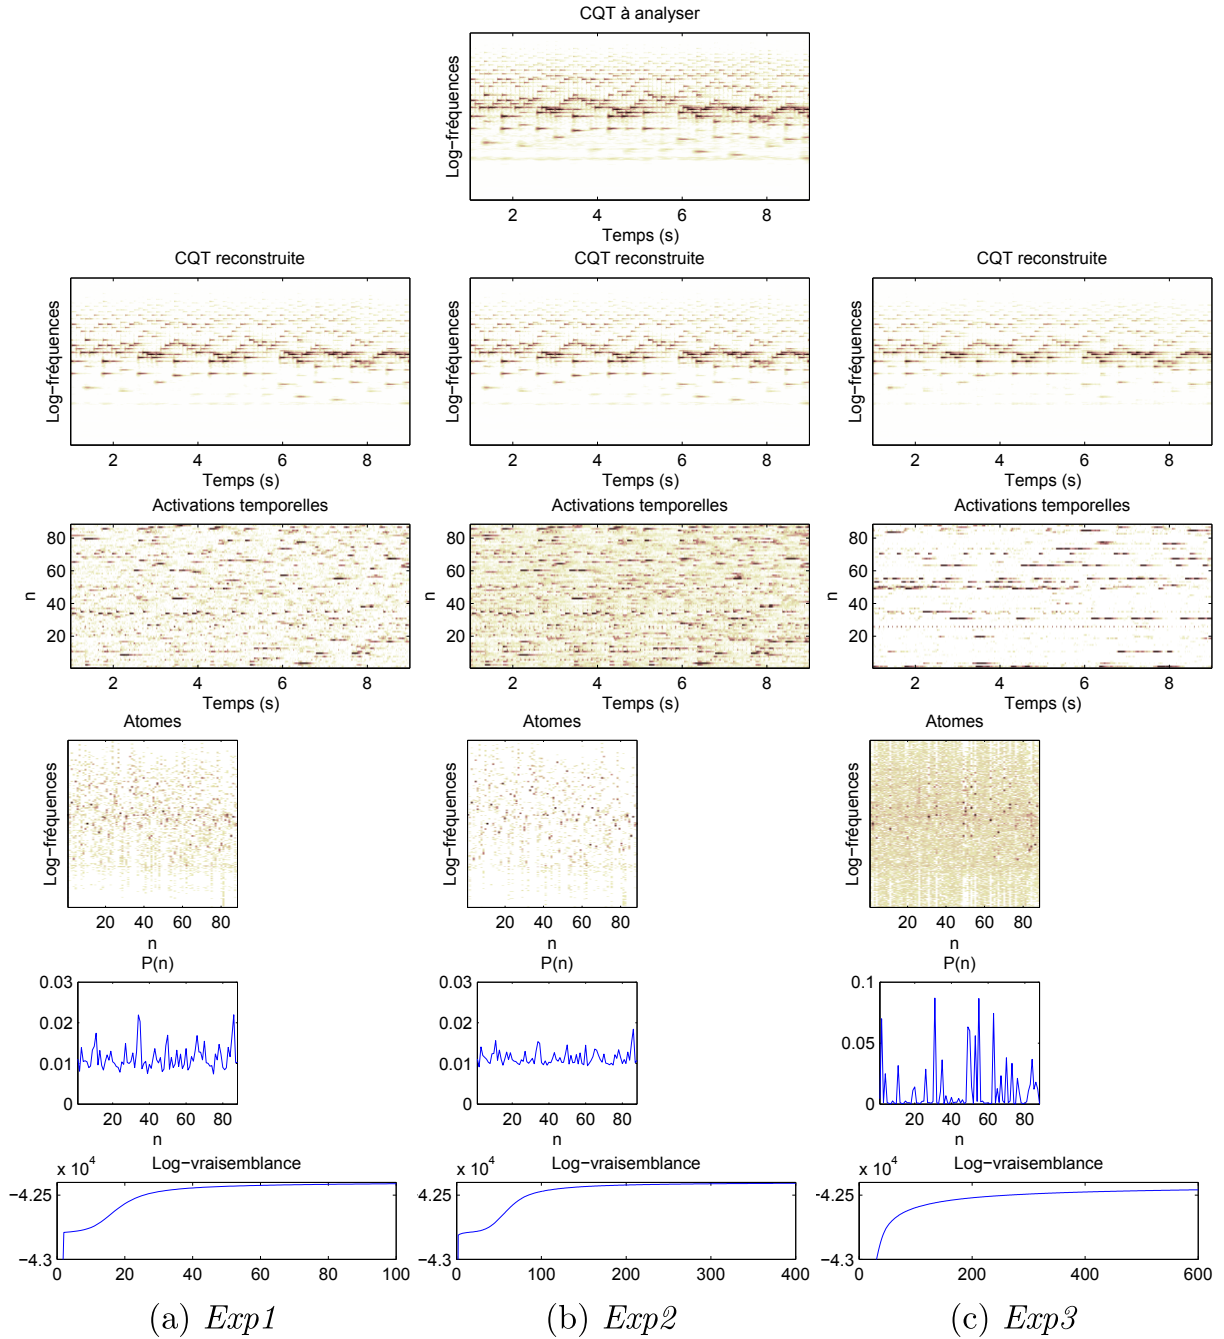 CQT à analyser
Log−fréquences
2 4 6 8
Temps (s)
CQT reconstruite CQT reconstruite CQT reconstruite
Log−fréquences Log−fréquences Log−fréquences
2 4 6 8 2 4 6 8 2 4 6 8
Temps (s) Temps (s) Temps (s)
Activations temporelles Activations temporelles Activations temporelles
80 80 80
60 60 60
n n n
40 40 40
20 20 20
2 4 6 8 2 4 6 8 2 4 6 8
Temps (s) Temps (s) Temps (s)
Atomes Atomes Atomes
Log−fréquences Log−fréquences Log−fréquences
20 40 60 80 20 40 60 80 20 40 60 80
n n n
P(n) P(n) P(n)
0.03 0.03 0.1
0.02 0.02
0.05
0.01 0.01
0 0 0
20 40 60 80 20 40 60 80 20 40 60 80
n n n
x 10^4 Log−vraisemblance x 10^4 Log−vraisemblance x 10^4 Log−vraisemblance
−4.25 −4.25 −4.25
−4.3 −4.3 −4.3
0 20 40 60 80 100 0 100 200 300 400 0 200 400 600
(a) Exp1 (b) Exp2 (c) Exp3